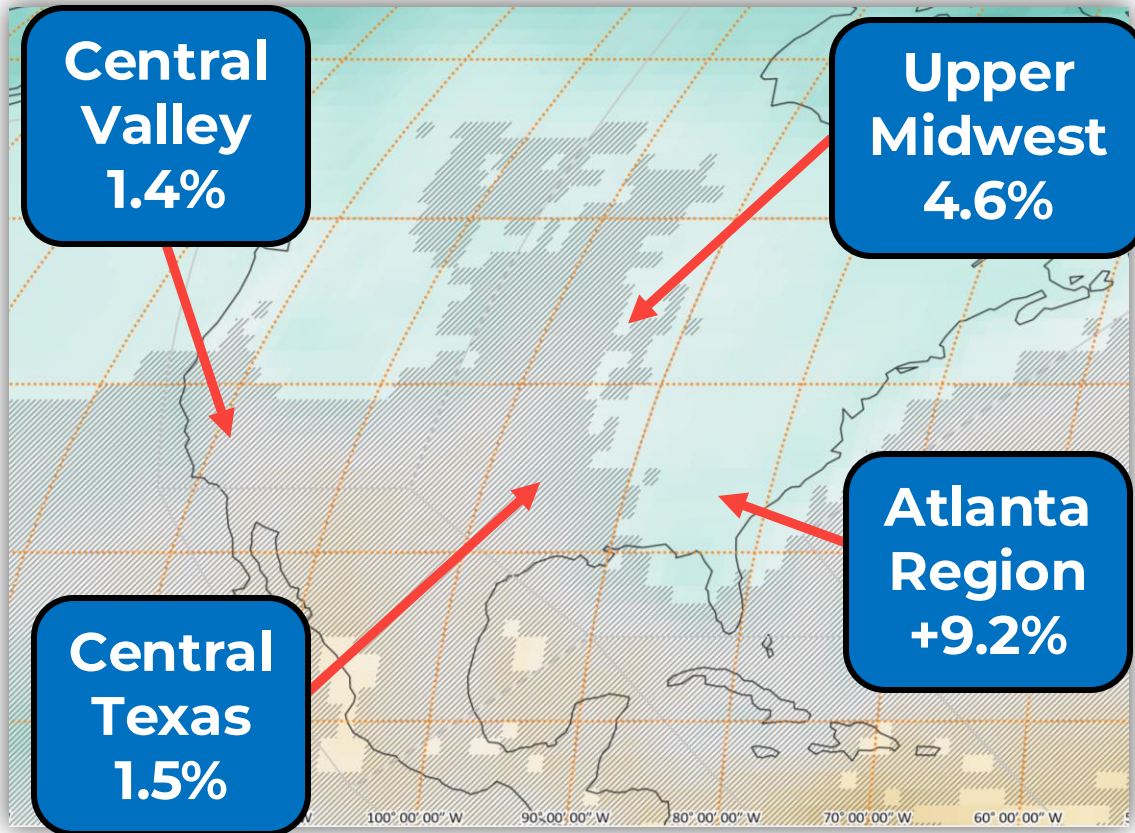 Central
Valley
1.4%
Upper
Midwest
4.6%
Atlanta
Region
+9.2%
Central
Texas
1.5%
W 100° 00' 00" W 90° 00' 00" W 80° 00' 00" W 70° 00' 00" W 60° 00' 00" W